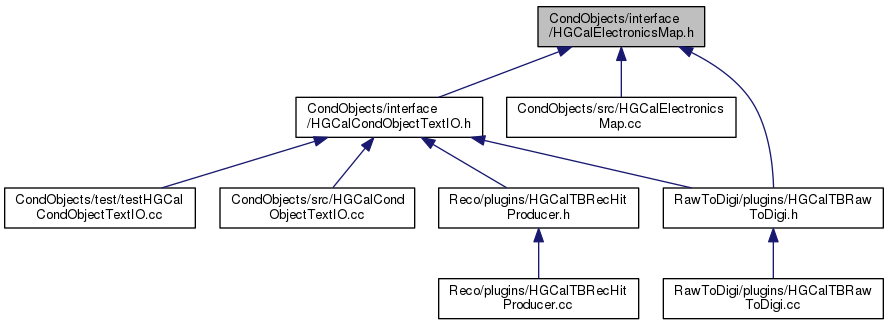 CondObjects/interface
/HGCalElectronicsMap.h
CondObjects/interface
/HGCalCondObjectTextIO.h
CondObjects/src/HGCalElectronics
Map.cc
CondObjects/test/testHGCal
CondObjectTextIO.cc
CondObjects/src/HGCalCond
ObjectTextIO.cc
Reco/plugins/HGCalTBRecHit
Producer.h
RawToDigi/plugins/HGCalTBRaw
ToDigi.h
Reco/plugins/HGCalTBRecHit
Producer.cc
RawToDigi/plugins/HGCalTBRaw
ToDigi.cc